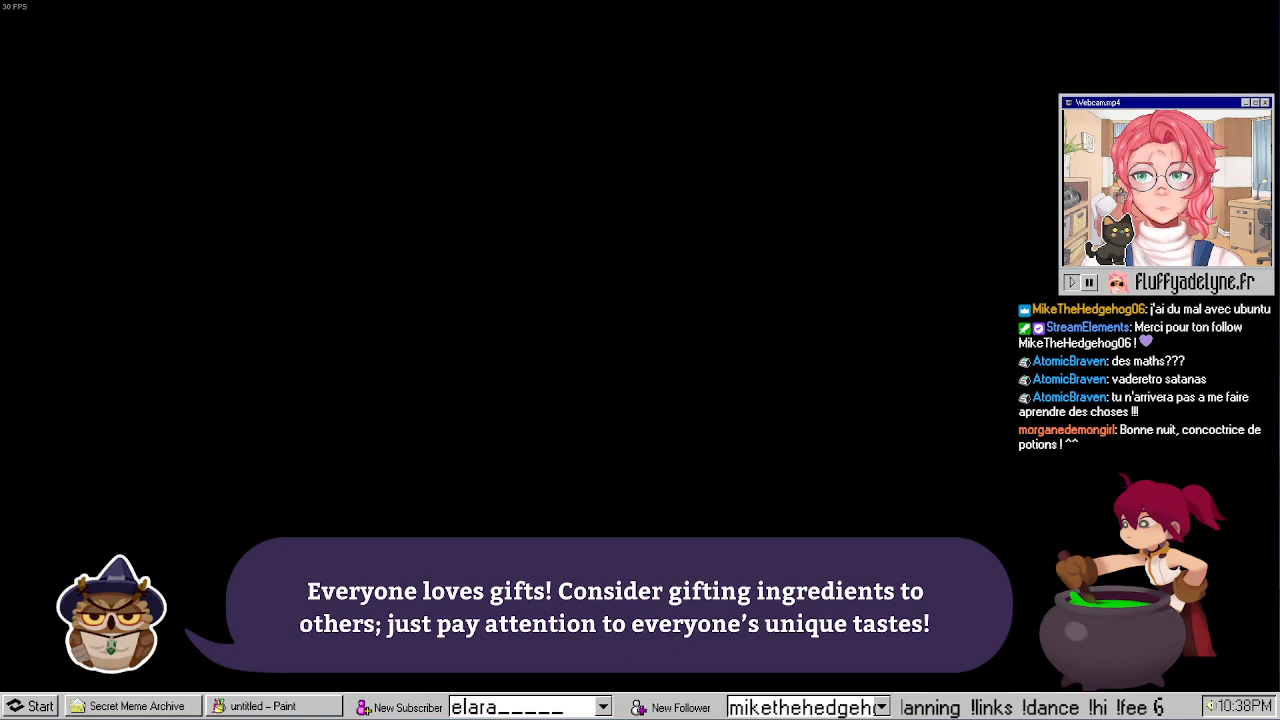 30 FPS
Webcam.mp4
fluffyadelyne.fr
MikeTheHedgehog06: j'ai du mal avec ubuntu
StreamElements: Merci pour ton follow
MikeTheHedgehog06 !
AtomicBraven: des maths???
AtomicBraven: vaderetro satanas
AtomicBraven: tu n'arrivera pas a me faire
aprendre des choses !!!
morganedemongirl: Bonne nuit, concoctrice de
potions ! ^^
Everyone loves gifts! Consider gifting ingredients to
others; just pay attention to everyone's unique tastes!
Start Secret Meme Archive untitled - Paint New Subscriber elara_____ New Follower mikethehedgeh lanning !links !dance !hi !fee 10:38PM